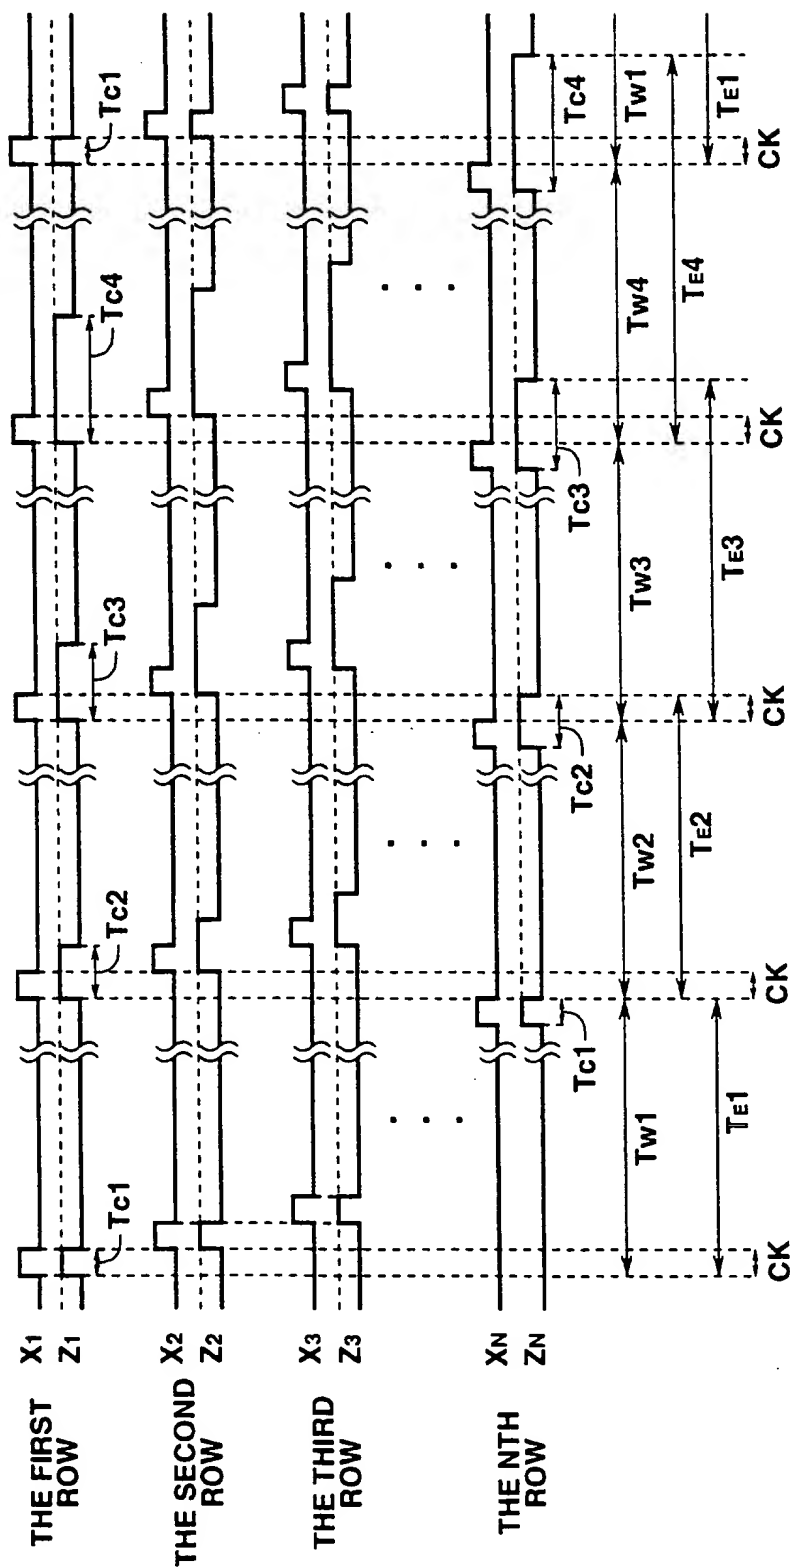 THE FIRST
ROW
X1
Z1
Tc1
Tc2
Tc3
Tc4
Tc1
THE SECOND
ROW
X2
Z2
THE THIRD
ROW
X3
Z3
. . .
. . .
. . .
. . .
THE NTH
ROW
XN
ZN
Tc1
Tc2
Tc3
Tc4
Tw1
Tw2
Tw3
Tw4
Tw1
TE1
TE2
TE3
TE4
TE1
CK
CK
CK
CK
CK